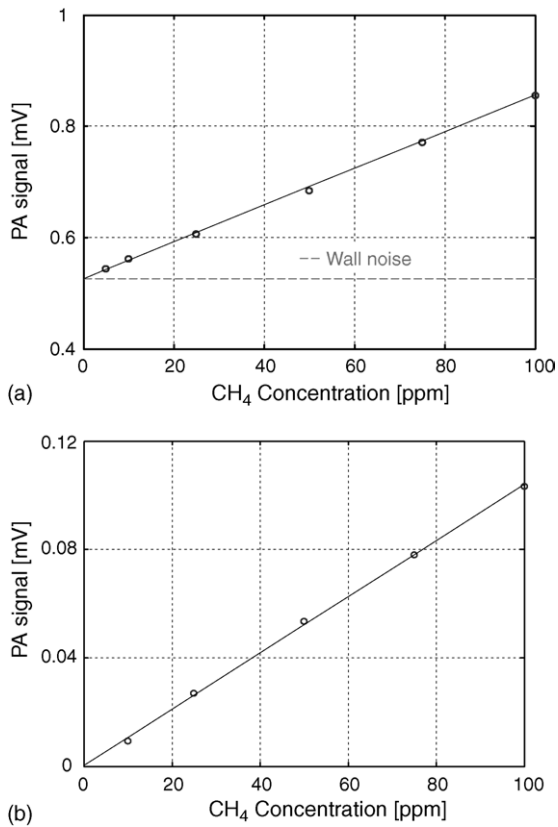 1
0.8
0.6
0.4
PA signal [mV]
-- Wall noise
0 20 40 60 80 100
CH₄ Concentration [ppm]
(a)
0.12
0.08
0.04
0
PA signal [mV]
0 20 40 60 80 100
CH₄ Concentration [ppm]
(b)